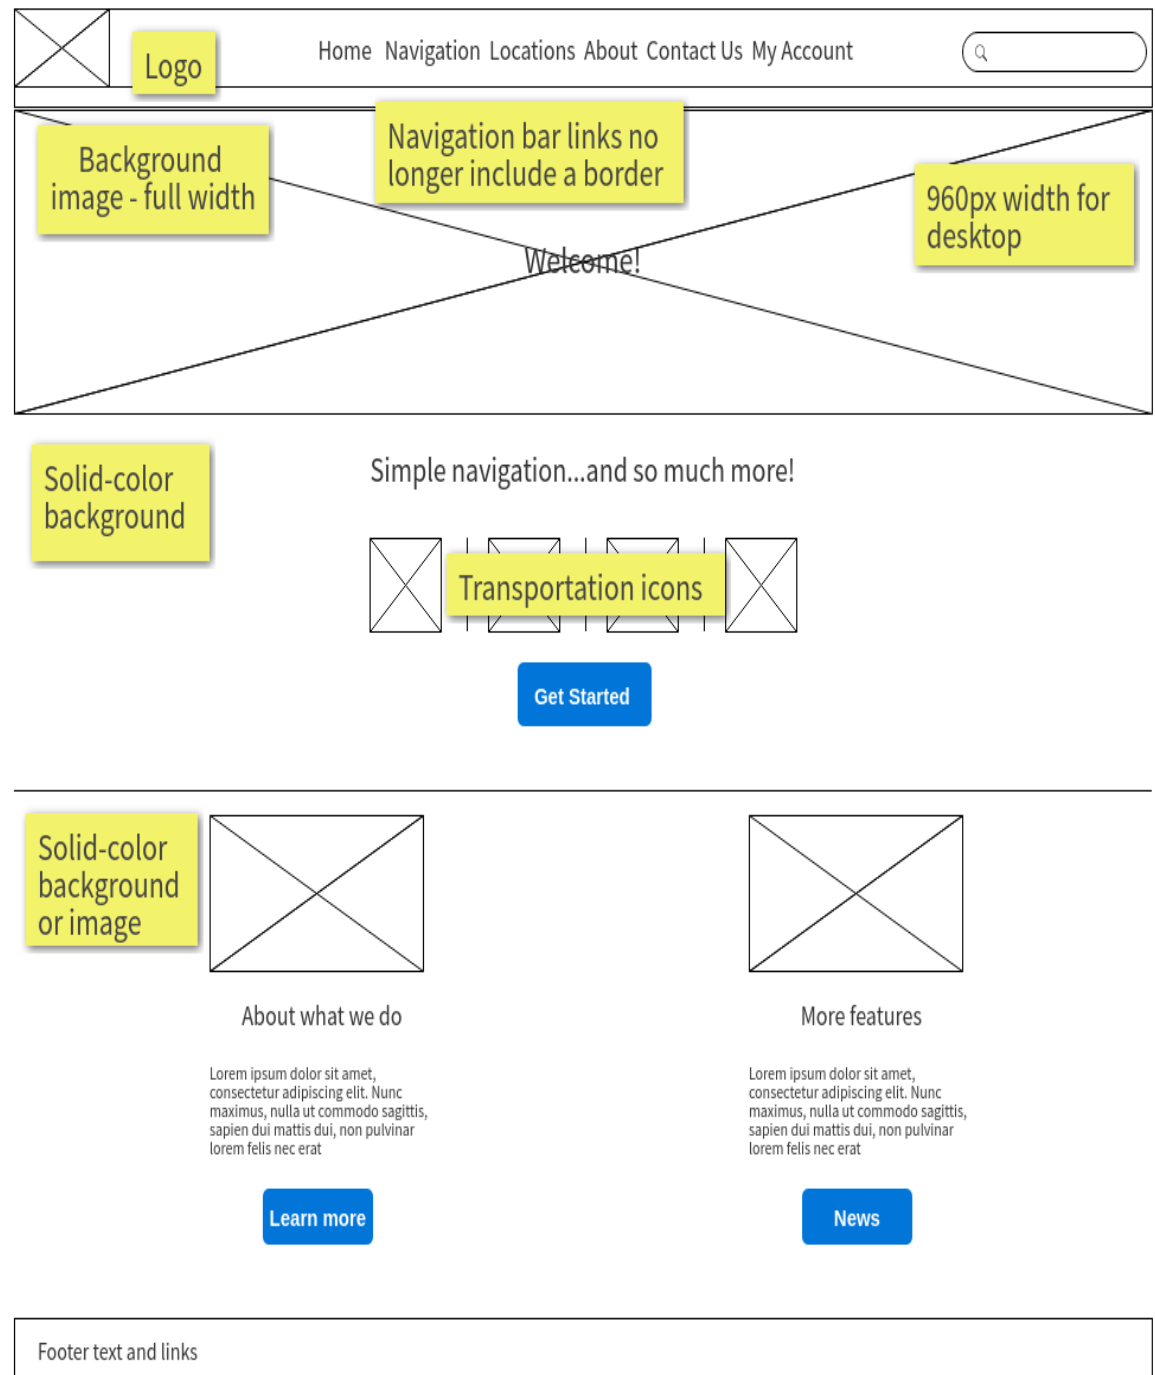 Logo
Home Navigation Locations About Contact Us My Account
Background
image - full width
Navigation bar links no
longer include a border
960px width for
desktop
Welcome!
Solid-color
background
Simple navigation...and so much more!
Transportation icons
Get Started
Solid-color
background
or image
About what we do
Lorem ipsum dolor sit amet,
consectetur adipiscing elit. Nunc
maximus, nulla ut commodo sagittis,
sapien dui mattis dui, non pulvinar
lorem felis nec erat
Learn more
More features
Lorem ipsum dolor sit amet,
consectetur adipiscing elit. Nunc
maximus, nulla ut commodo sagittis,
sapien dui mattis dui, non pulvinar
lorem felis nec erat
News
Footer text and links